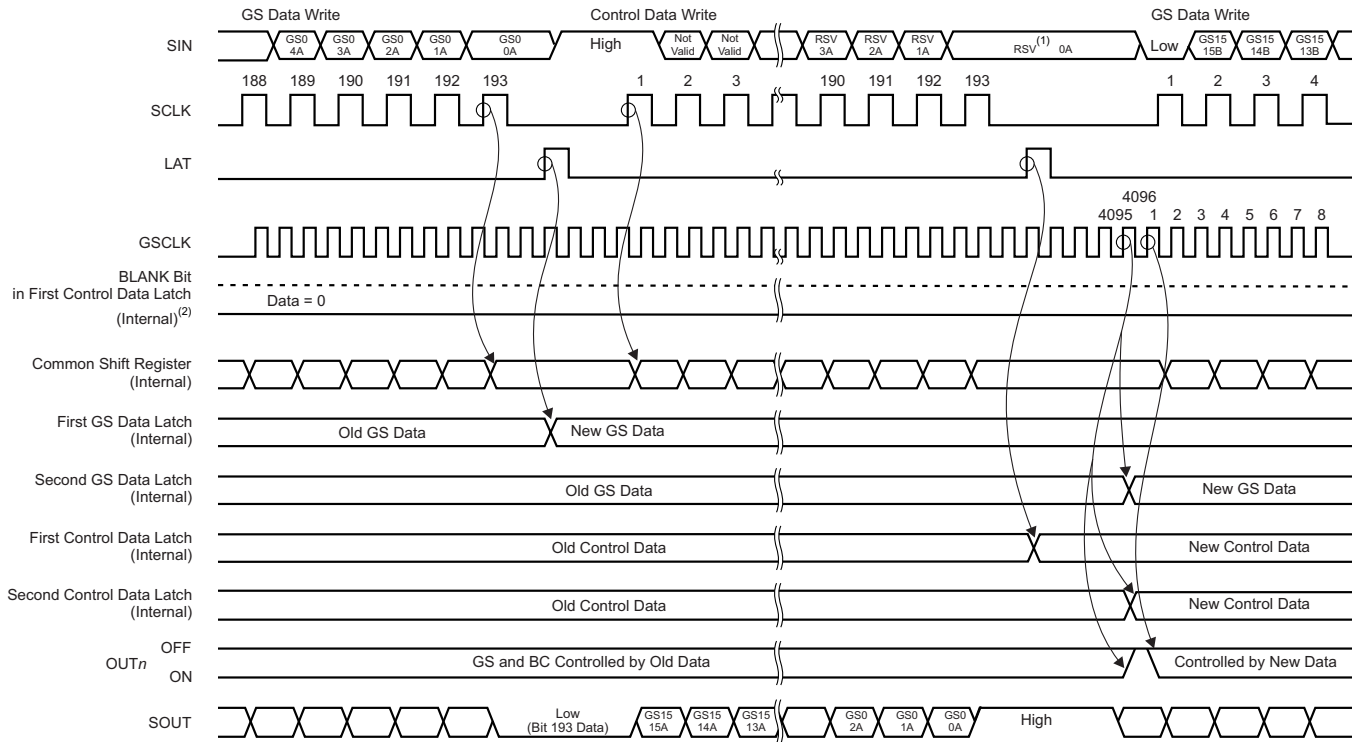 GS Data Write Control Data Write GS Data Write
SIN GS0 4A GS0 3A GS0 2A GS0 1A GS0 0A High Not Valid Not Valid RSV 3A RSV 2A RSV 1A RSV(1) 0A Low GS15 15B GS15 14B GS15 13B
188 189 190 191 192 193 1 2 3 190 191 192 193 1 2 3 4
SCLK
LAT
4096
4095 1 2 3 4 5 6 7 8
GSCLK
BLANK Bit
in First Control Data Latch
(Internal)(2)
Data = 0
Common Shift Register
(Internal)
First GS Data Latch
(Internal)
Old GS Data New GS Data
Second GS Data Latch
(Internal)
Old GS Data New GS Data
First Control Data Latch
(Internal)
Old Control Data New Control Data
Second Control Data Latch
(Internal)
Old Control Data New Control Data
OFF
OUTn
ON
GS and BC Controlled by Old Data Controlled by New Data
SOUT Low (Bit 193 Data) GS15 15A GS15 14A GS15 13A GS0 2A GS0 1A GS0 0A High